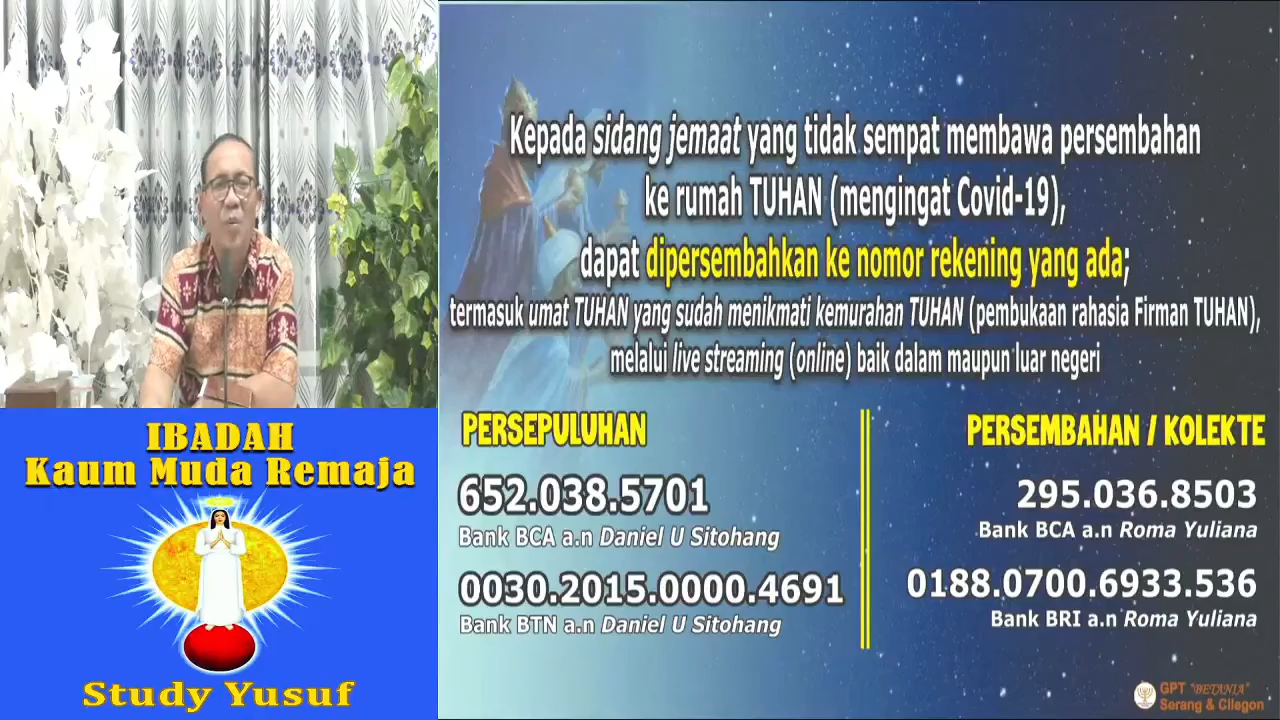 Kepada sidang jemaat yang tidak sempat membawa persembahan
ke rumah TUHAN (mengingat Covid-19),
dapat dipersembahkan ke nomor rekening yang ada;
termasuk umat TUHAN yang sudah menikmati kemurahan TUHAN (pembukaan rahasia Firman TUHAN),
melalui live streaming (online) baik dalam maupun luar negeri
PERSEPULUHAN
652.038.5701
Bank BCA a.n Daniel U Sitohang
0030.2015.0000.4691
Bank BTN a.n Daniel U Sitohang
PERSEMBAHAN / KOLEKTE
295.036.8503
Bank BCA a.n Roma Yuliana
0188.0700.6933.536
Bank BRI a.n Roma Yuliana
IBADAH
Kaum Muda Remaja
Study Yusuf
GPT "BETANIA"
Serang & Cilegon